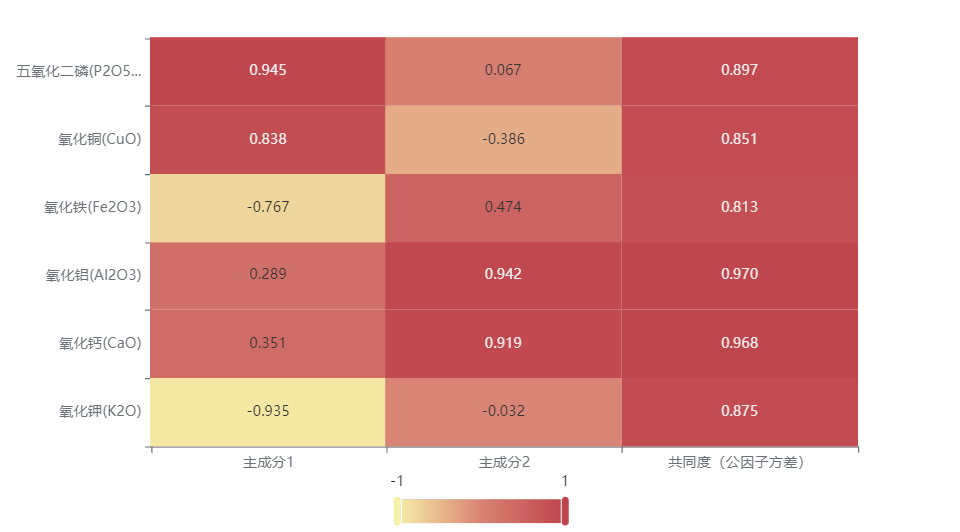 五氧化二磷(P2O5... 0.945 0.067 0.897
氧化铜(CuO) 0.838 -0.386 0.851
氧化铁(Fe2O3) -0.767 0.474 0.813
氧化铝(Al2O3) 0.289 0.942 0.970
氧化钙(CaO) 0.351 0.919 0.968
氧化钾(K2O) -0.935 -0.032 0.875
主成分1 主成分2 共同度（公因子方差）
-1 1